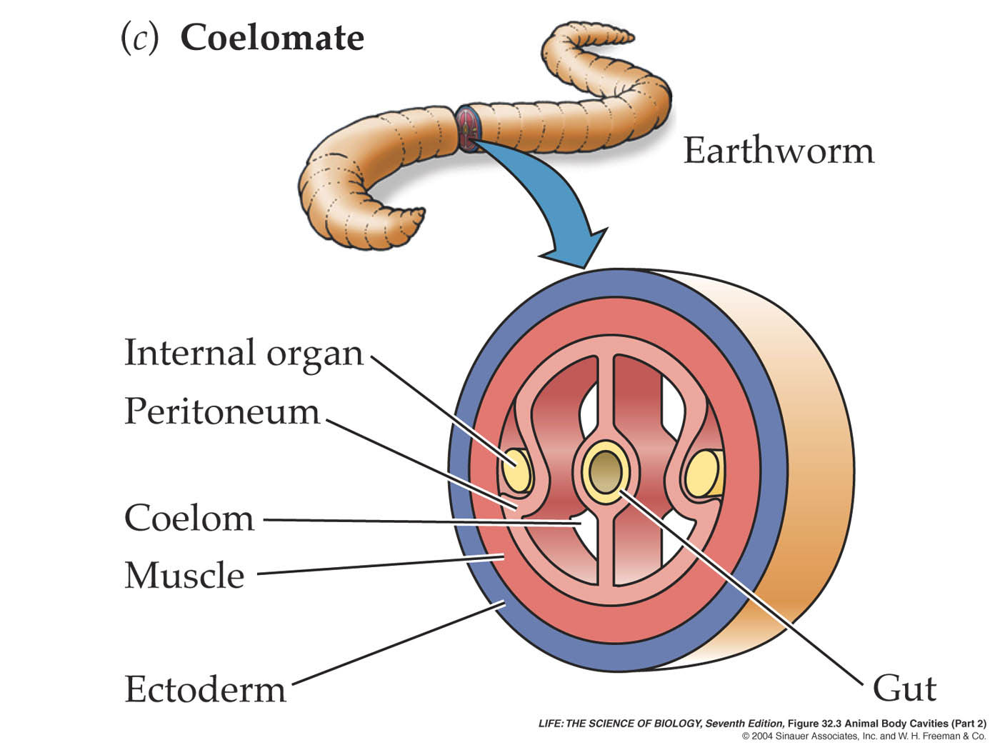 (c) Coelomate
Earthworm
Internal organ
Peritoneum
Coelom
Muscle
Ectoderm
Gut
LIFE: THE SCIENCE OF BIOLOGY, Seventh Edition, Figure 32.3 Animal Body Cavities (Part 2)
© 2004 Sinauer Associates, Inc. and W. H. Freeman & Co.